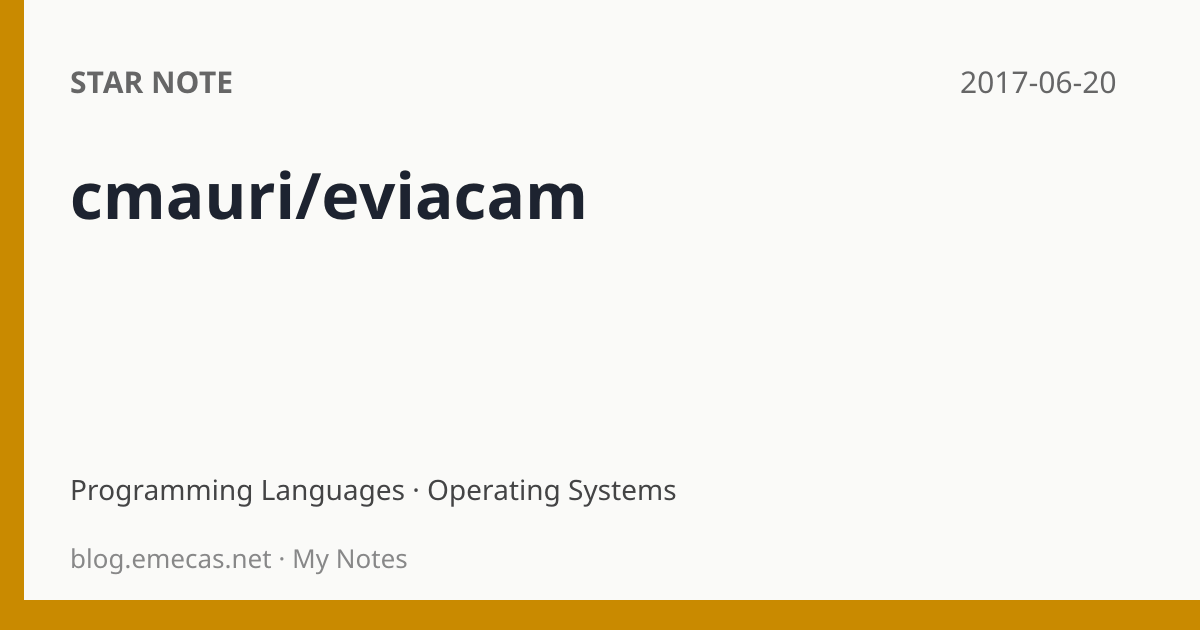 STAR NOTE
2017-06-20
cmauri/eviacam
Programming Languages · Operating Systems
blog.emecas.net · My Notes